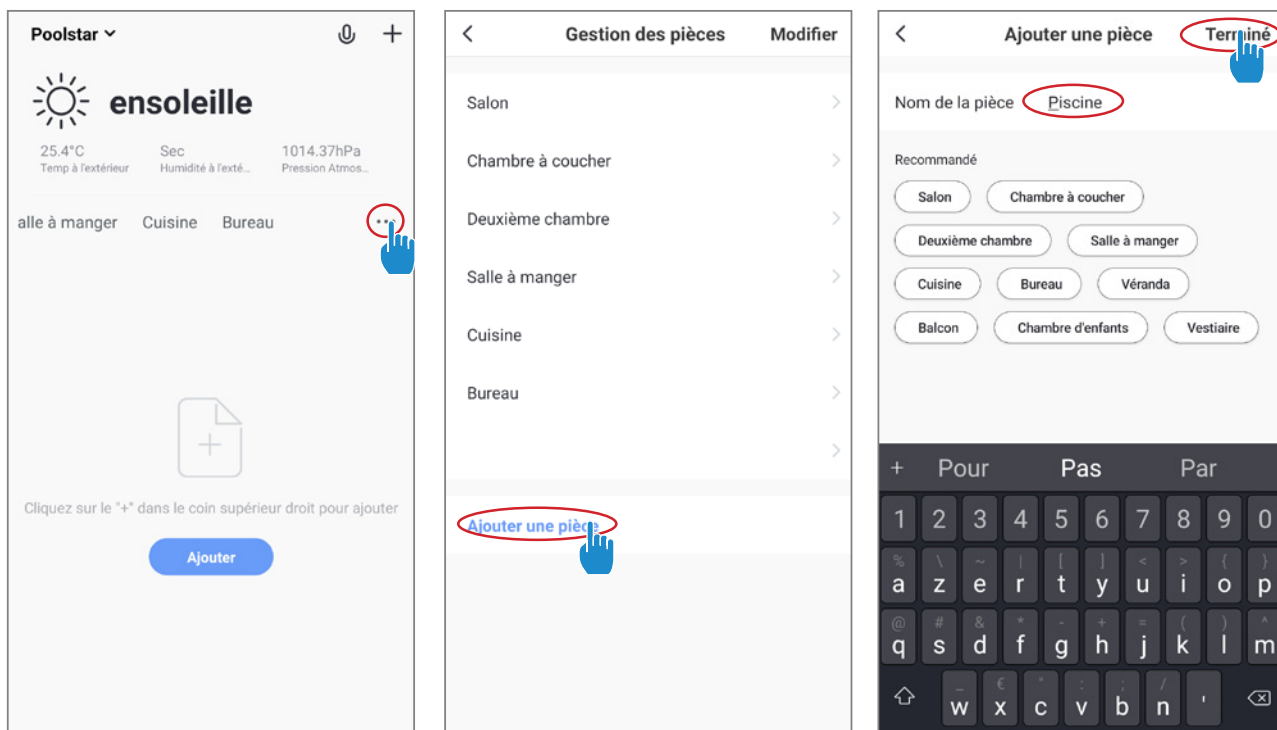 Poolstar
ensoleille
25.4°C Sec 1014.37hPa
Temp à l'extérieur Humidité à l'exté... Pression Atmos...
alle à manger Cuisine Bureau ...
+
Cliquez sur le "+" dans le coin supérieur droit pour ajouter
Ajouter
Gestion des pièces Modifier
Salon
Chambre à coucher
Deuxième chambre
Salle à manger
Cuisine
Bureau
Ajouter une pièce
Ajouter une pièce Terminé
Nom de la pièce Piscine
Recommandé
Salon Chambre à coucher
Deuxième chambre Salle à manger
Cuisine Bureau Véranda
Balcon Chambre d'enfants Vestiaire
+ Pour Pas Par
1 2 3 4 5 6 7 8 9 0
% \ ~ | [ ] < > { }
a z e r t y u i o p
@ # & * - + = ( ) ^
q s d f g h j k l m
_ € " : ; /
w x c v b n '